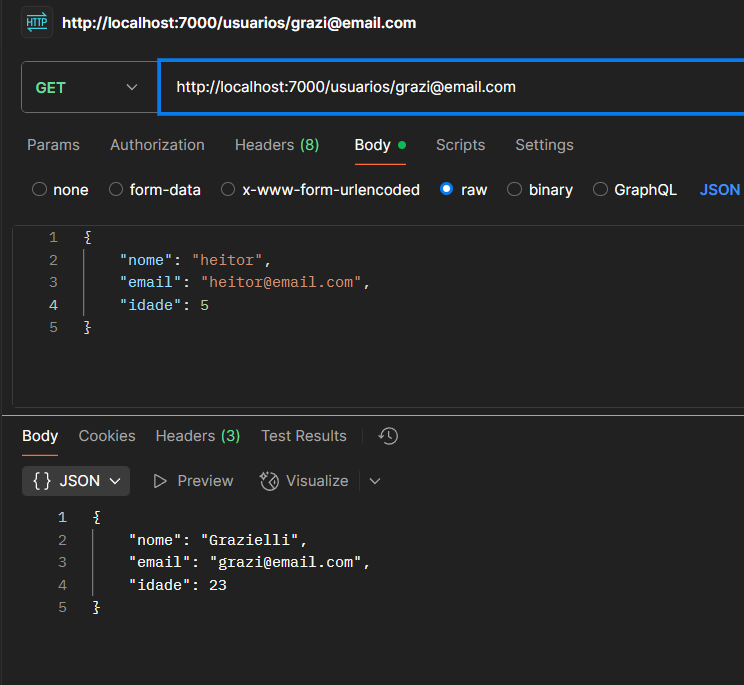 HTTP http://localhost:7000/usuarios/grazi@email.com
GET http://localhost:7000/usuarios/grazi@email.com
Params Authorization Headers (8) Body Scripts Settings
none form-data x-www-form-urlencoded raw binary GraphQL JSON
1 {
2 "nome": "heitor",
3 "email": "heitor@email.com",
4 "idade": 5
5 }
Body Cookies Headers (3) Test Results
{} JSON Preview Visualize
1 {
2 "nome": "Grazielli",
3 "email": "grazi@email.com",
4 "idade": 23
5 }